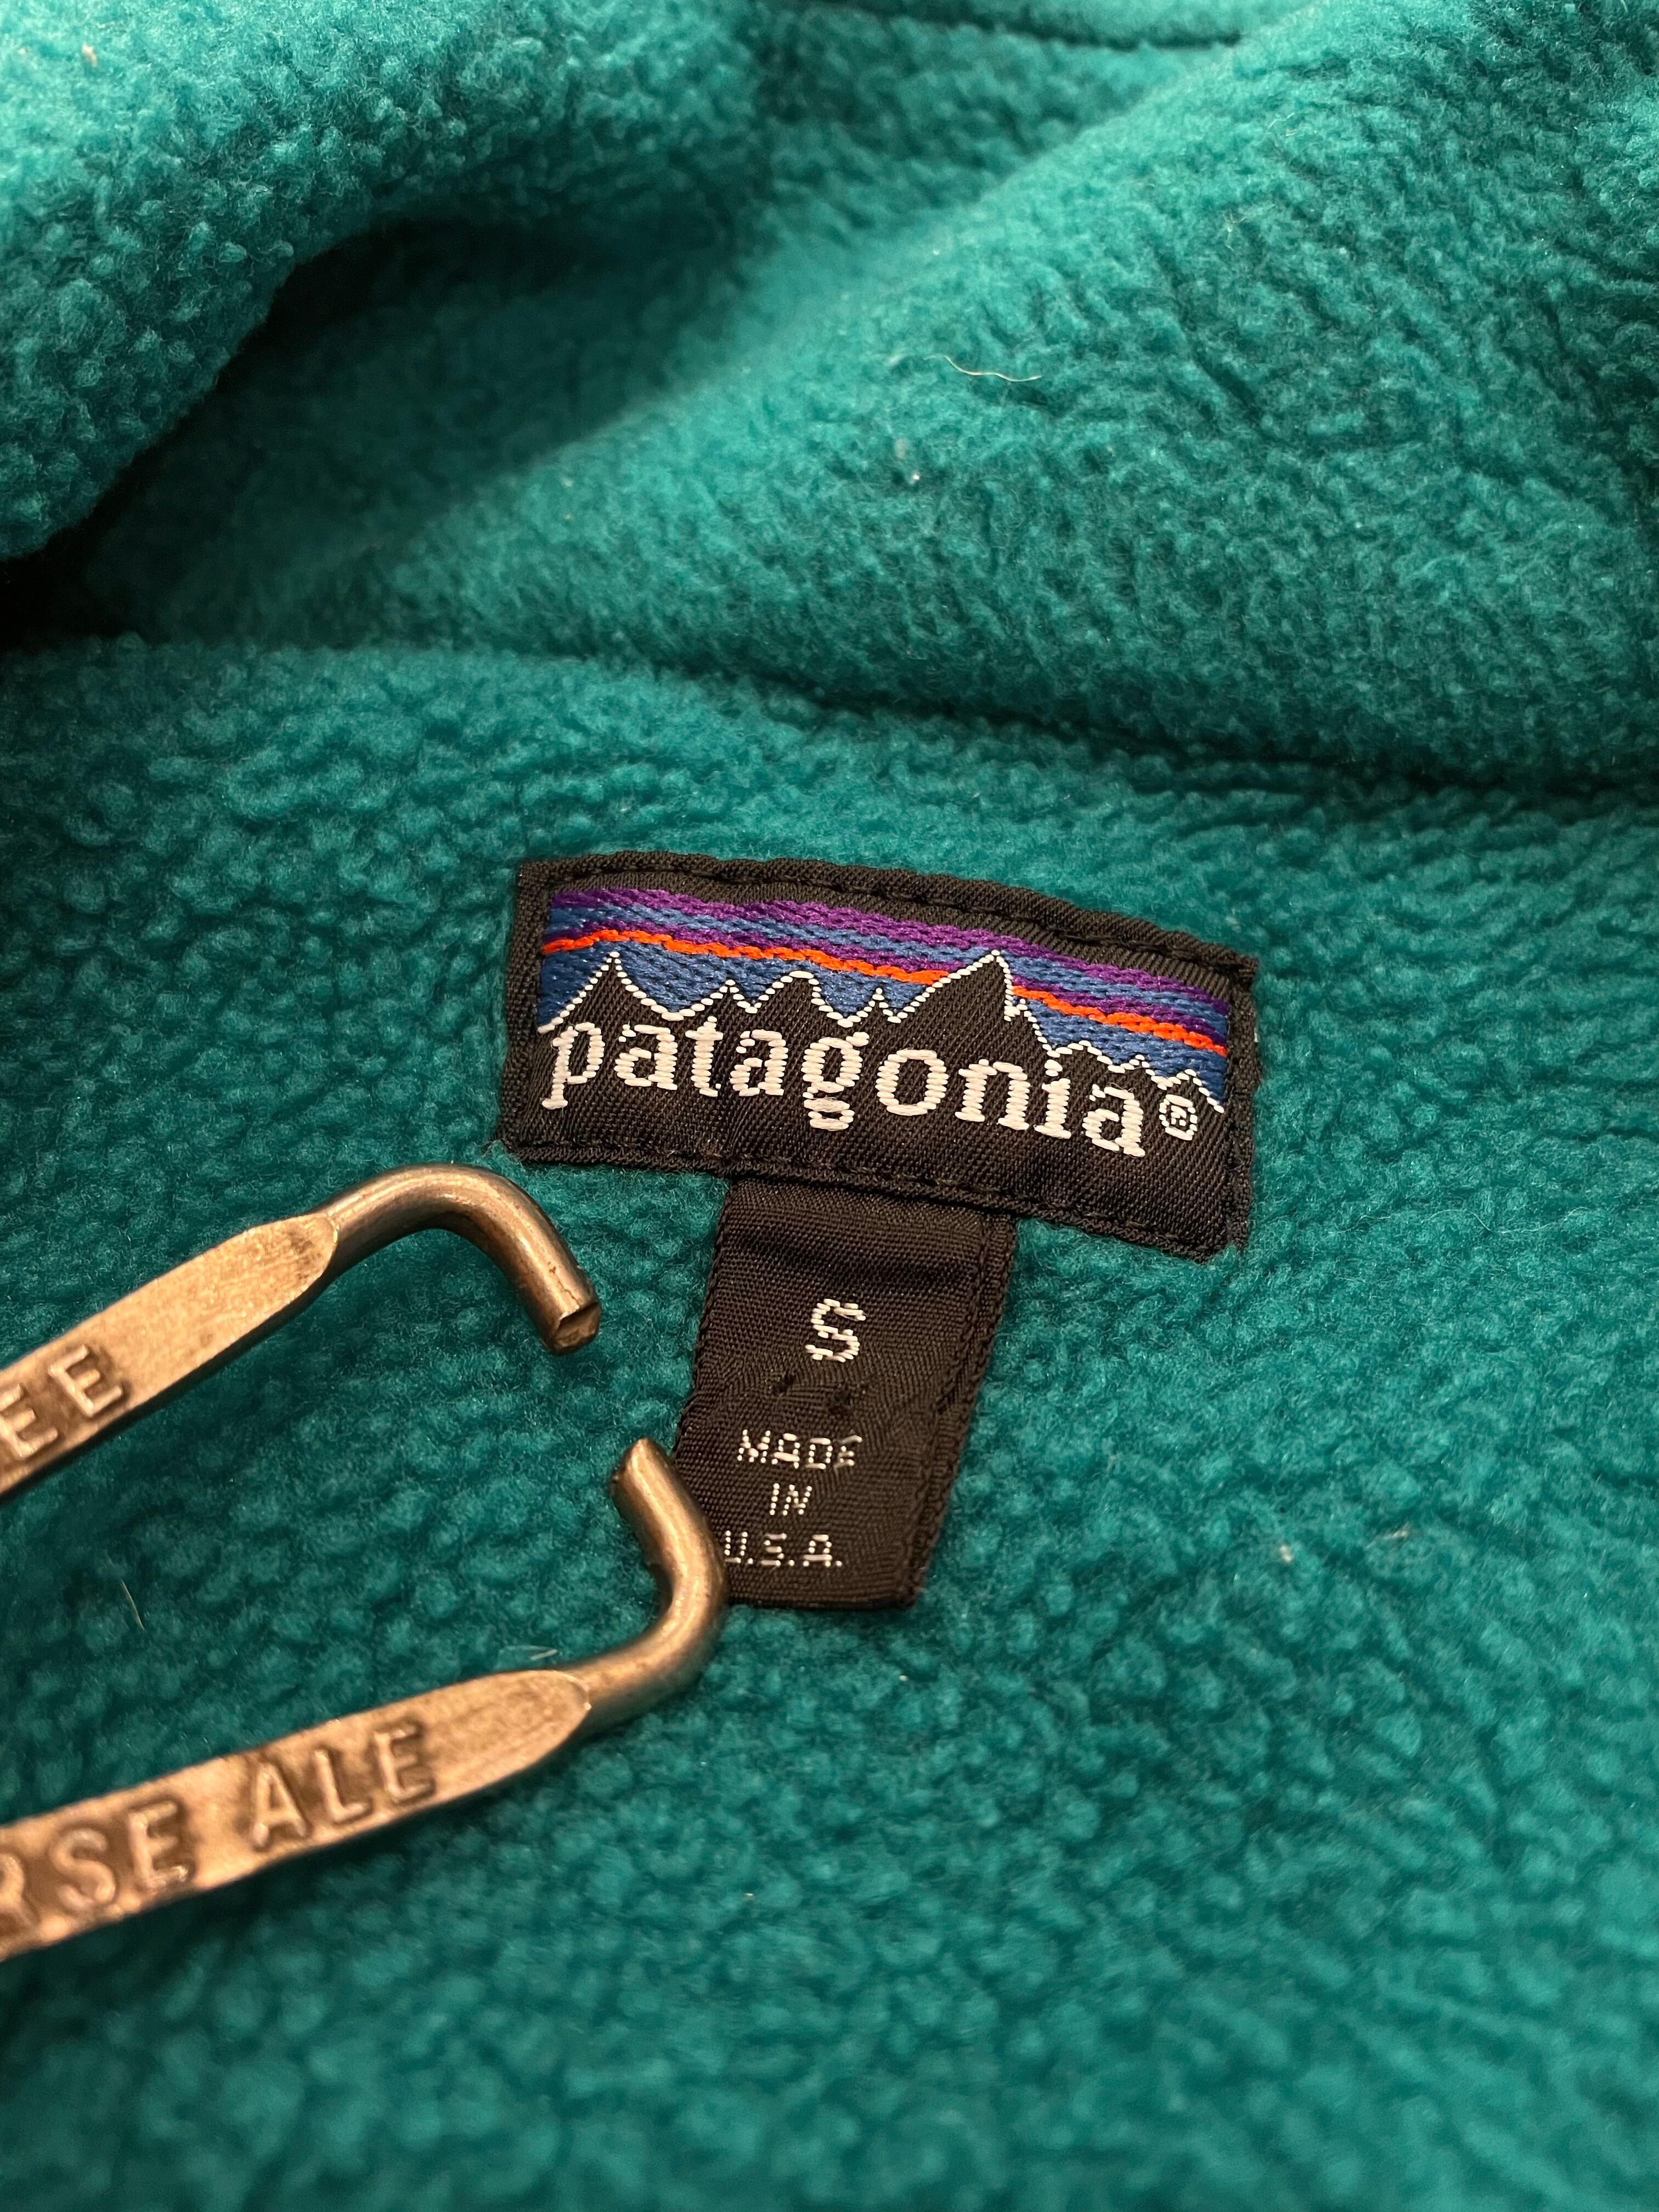 patagonia®
S
MADE
IN
U.S.A.
EE
RSE ALE